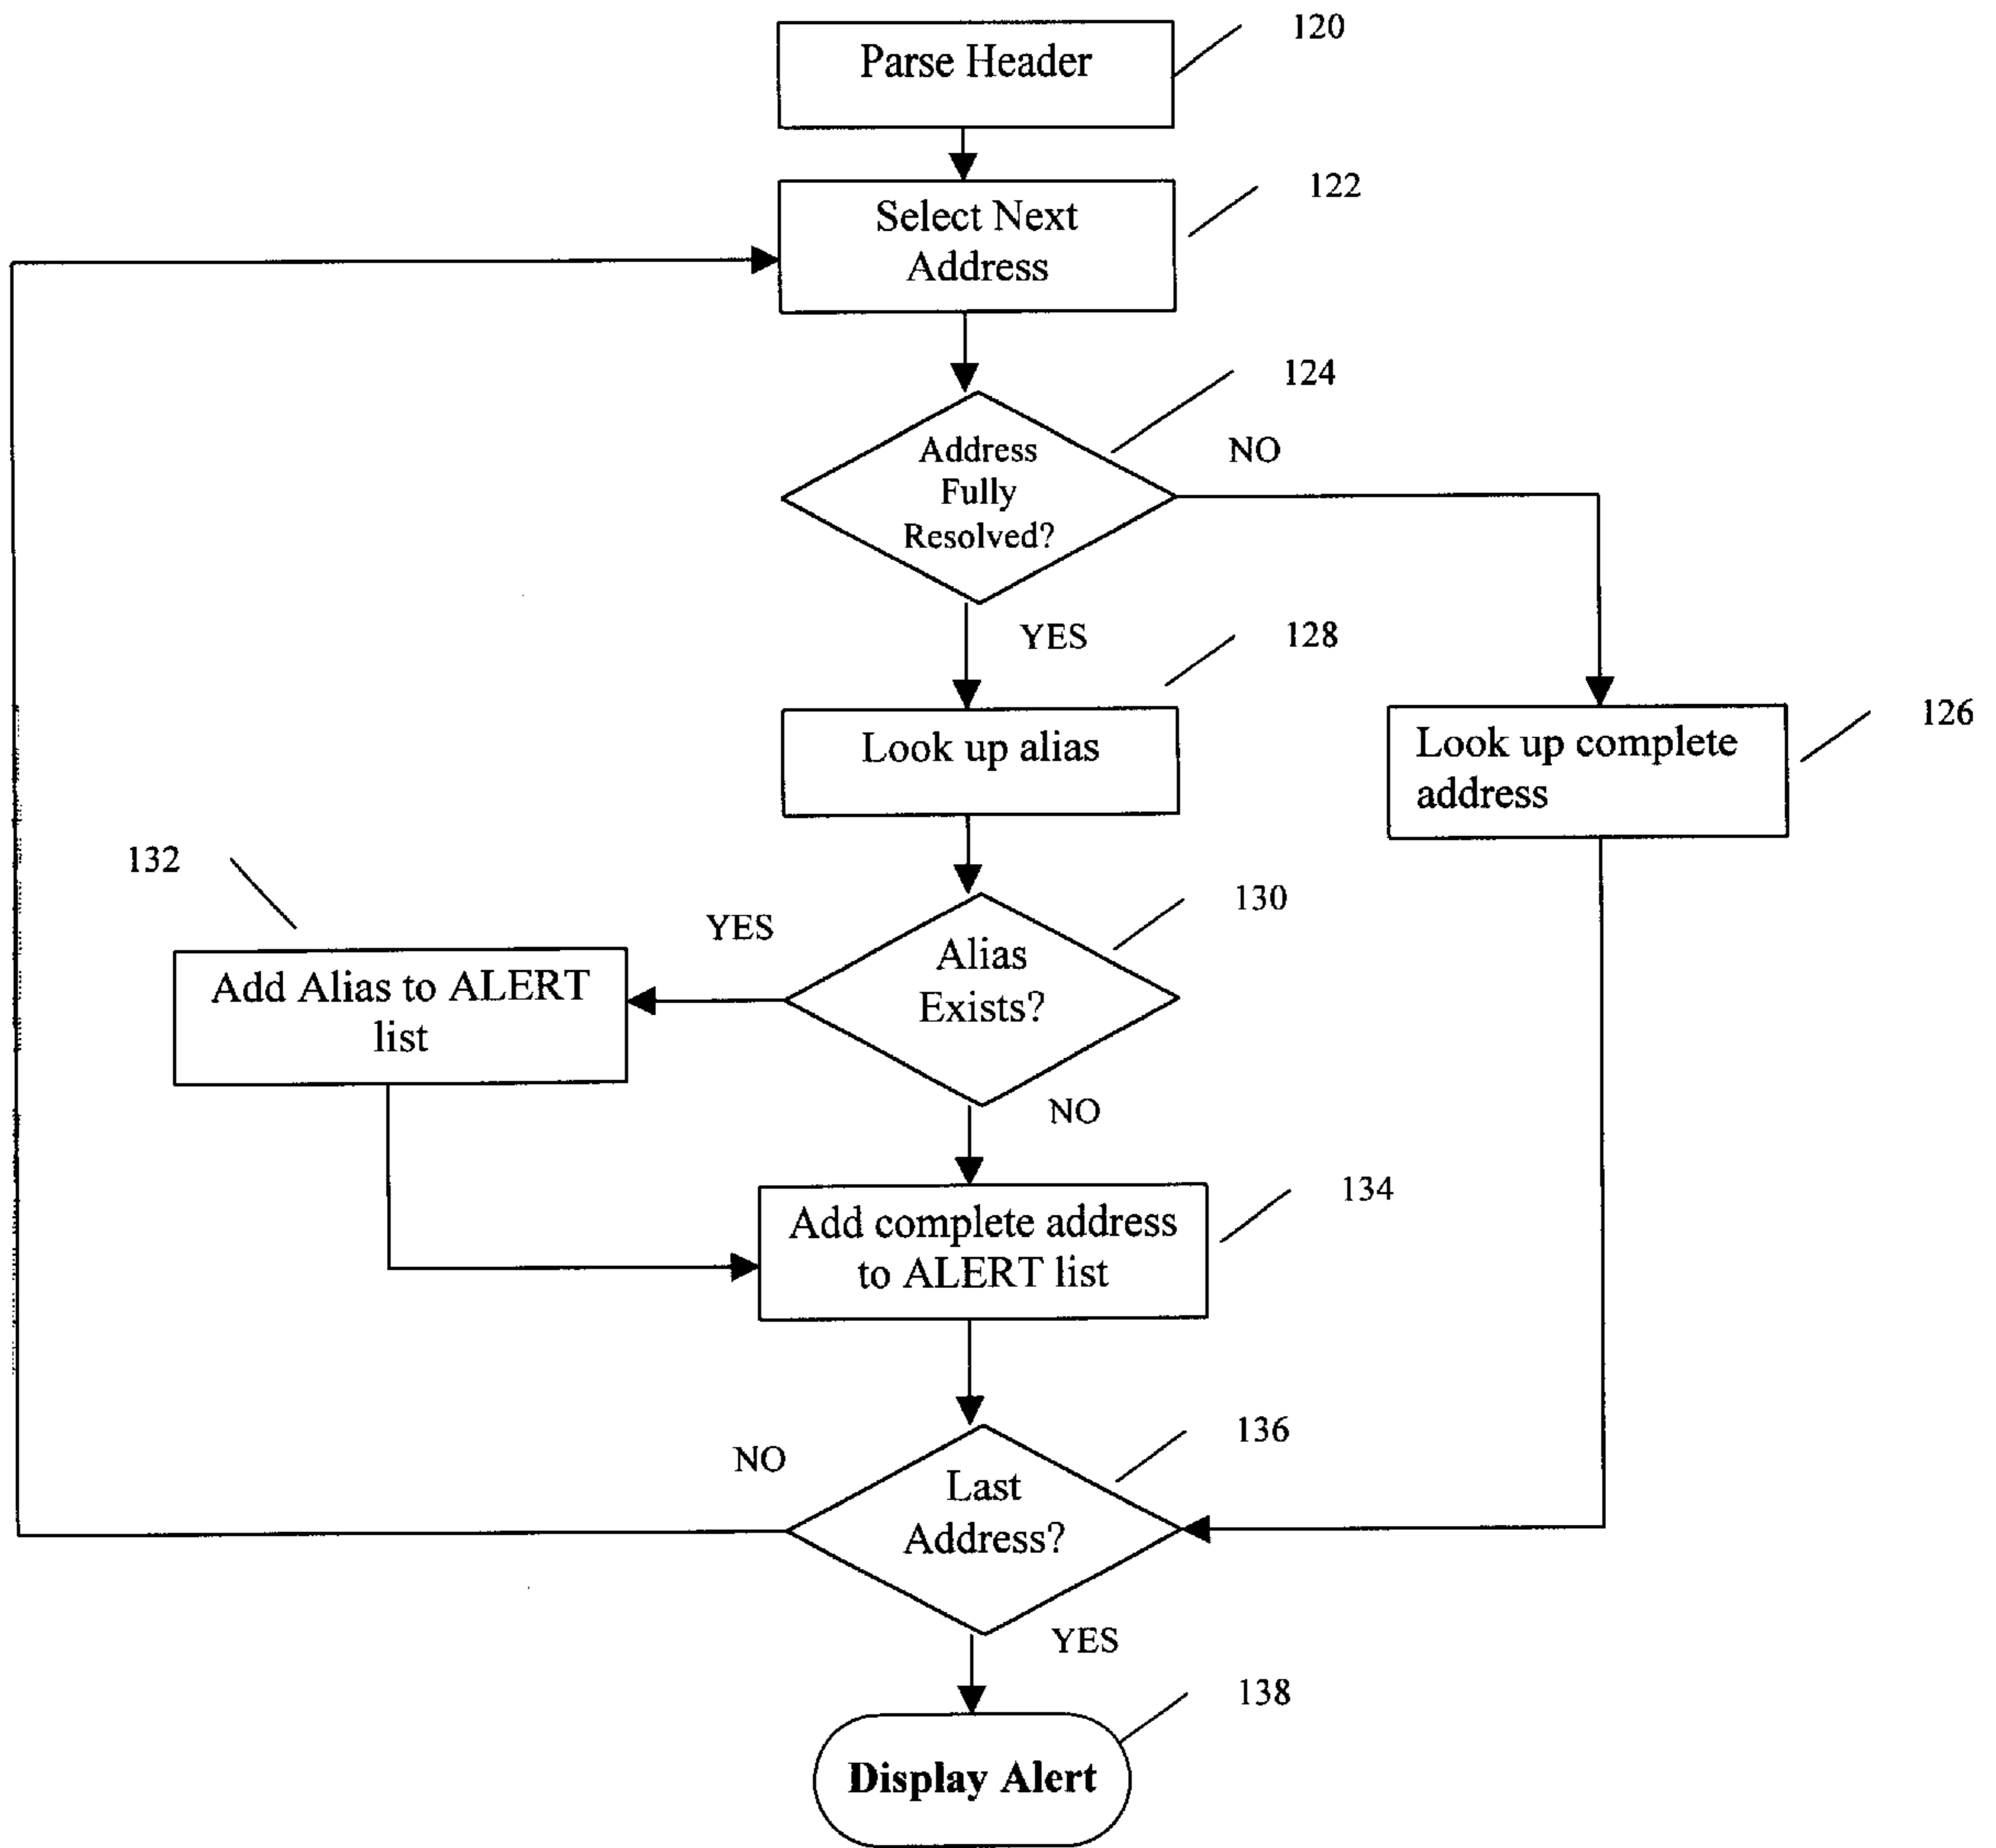 120
Parse Header
122
Select Next
Address
124
Address
Fully
Resolved?
NO
YES
128
Look up alias
126
Look up complete
address
132
130
YES
Alias
Exists?
Add Alias to ALERT
list
NO
134
Add complete address
to ALERT list
136
NO
Last
Address?
YES
138
Display Alert